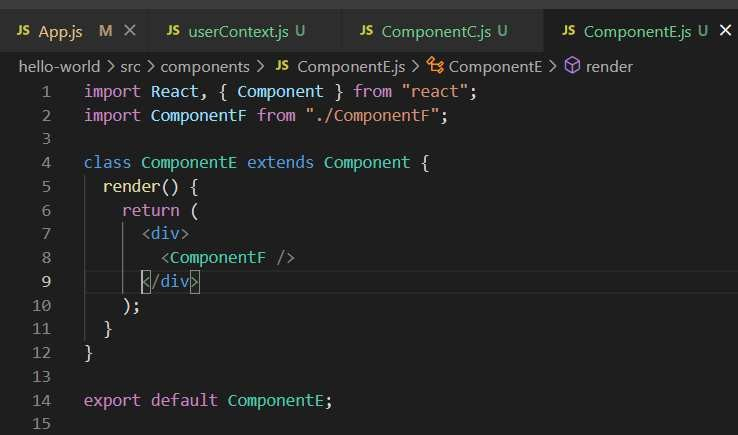 JS App.js M × JS userContext.js U JS ComponentC.js U JS ComponentE.js U ×
hello-world > src > components > JS ComponentE.js > ComponentE > render
1 import React, { Component } from "react";
2 import ComponentF from "./ComponentF";
3
4 class ComponentE extends Component {
5 render() {
6 return (
7 <div>
8 <ComponentF />
9 </div>
10 );
11 }
12 }
13
14 export default ComponentE;
15